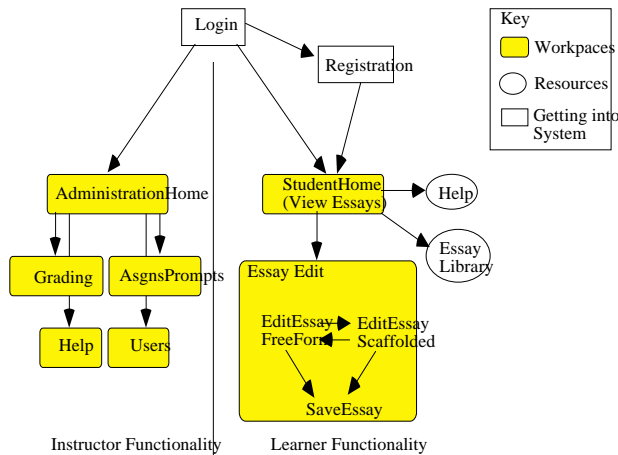 Login
Registration
Key
Workpaces
Resources
Getting into
System
AdministrationHome
StudentHome
(View Essays)
Help
Essay
Library
Grading
AsgnsPrompts
Help
Users
Essay Edit
EditEssay
FreeForm
EditEssay
Scaffolded
SaveEssay
Instructor Functionality
Learner Functionality